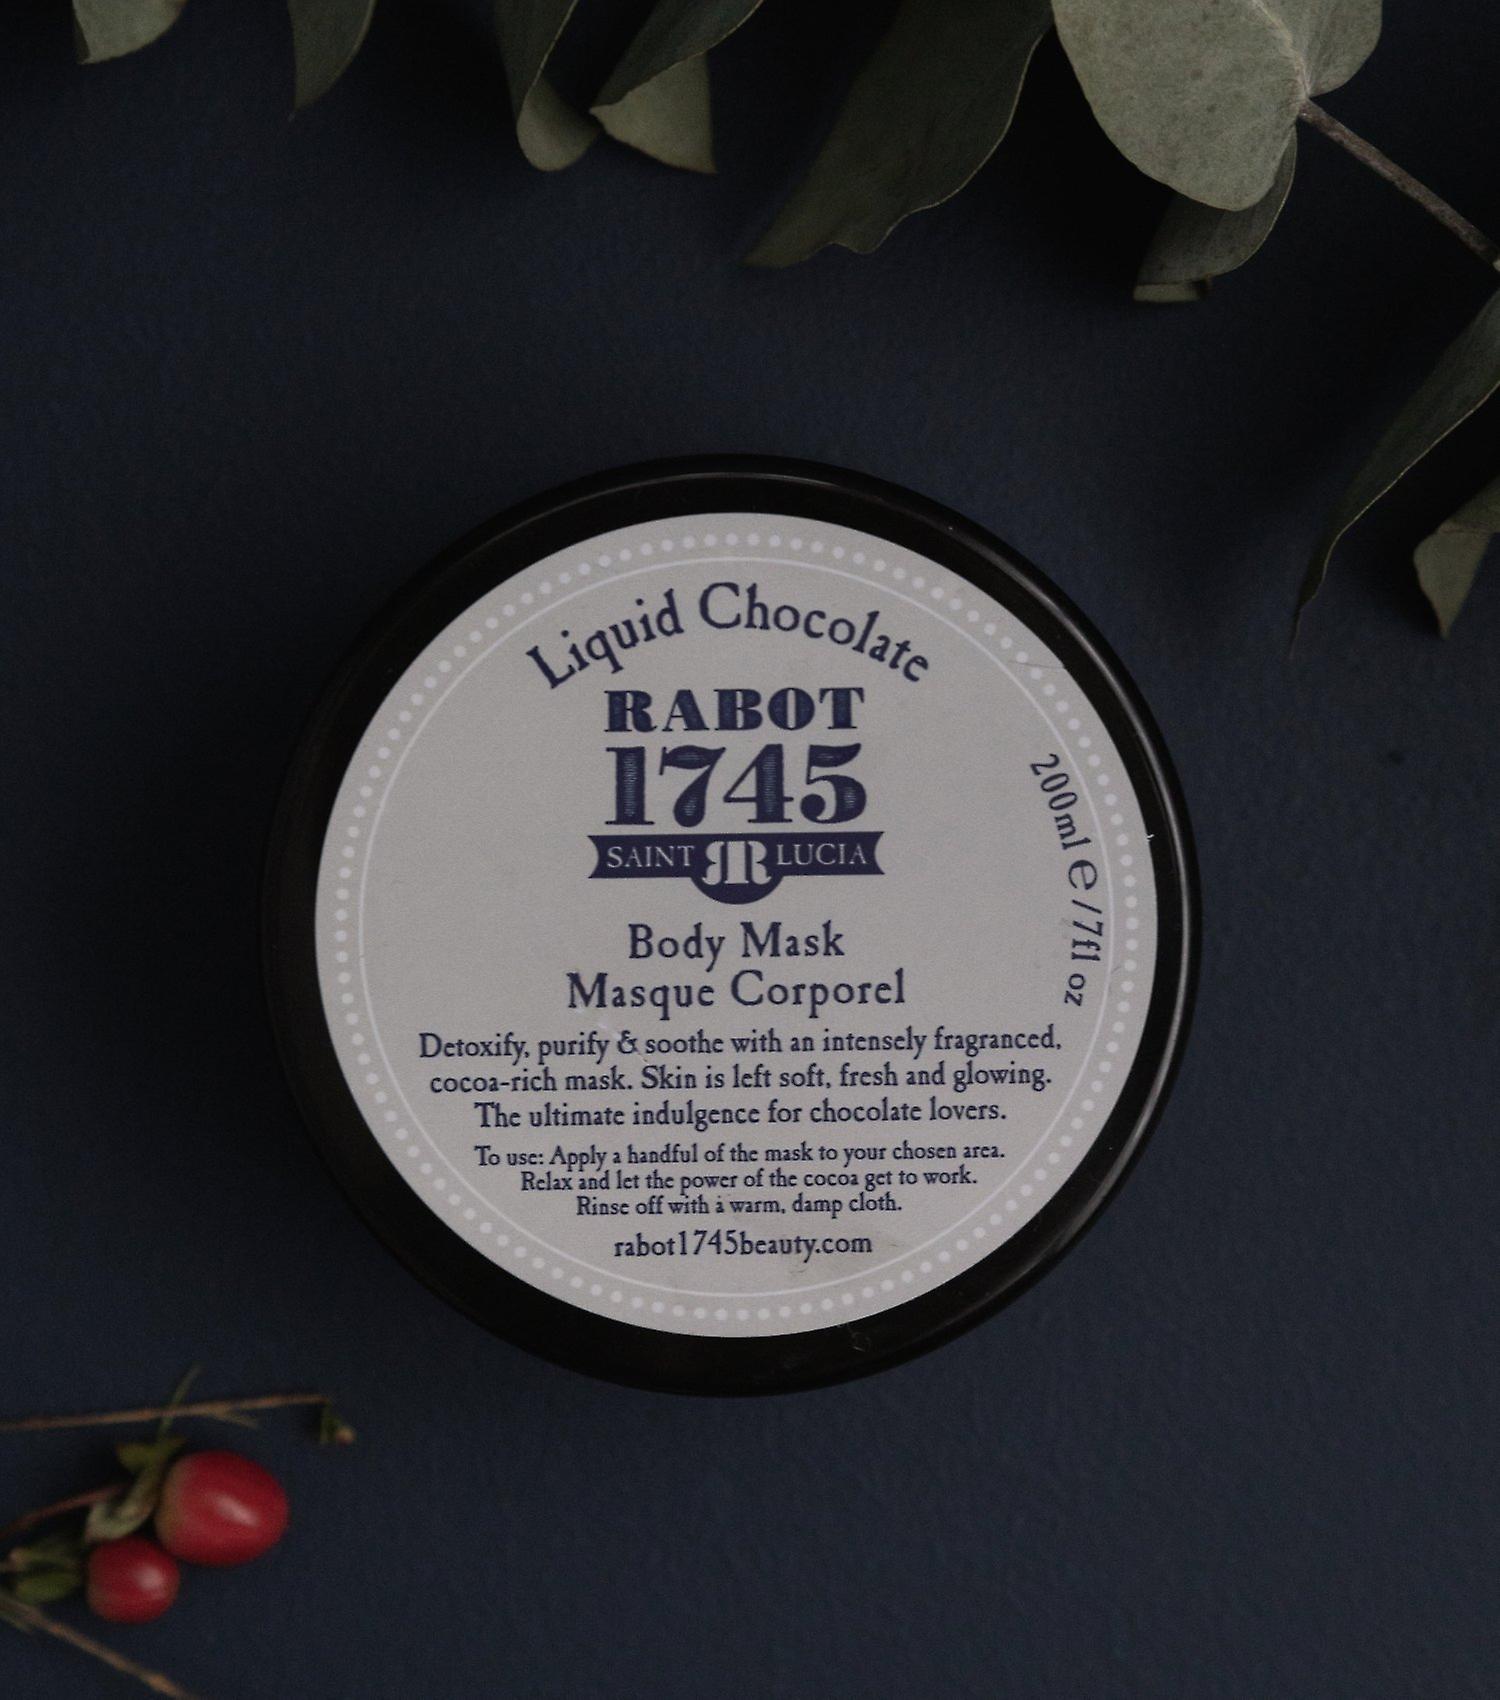 Liquid Chocolate
RABOT
1745
SAINT R LUCIA
Body Mask
Masque Corporel
Detoxify, purify & soothe with an intensely fragranced,
cocoa-rich mask. Skin is left soft, fresh and glowing.
The ultimate indulgence for chocolate lovers.
To use: Apply a handful of the mask to your chosen area.
Relax and let the power of the cocoa get to work.
Rinse off with a warm, damp cloth.
rabot1745beauty.com
200ml e / 7fl oz